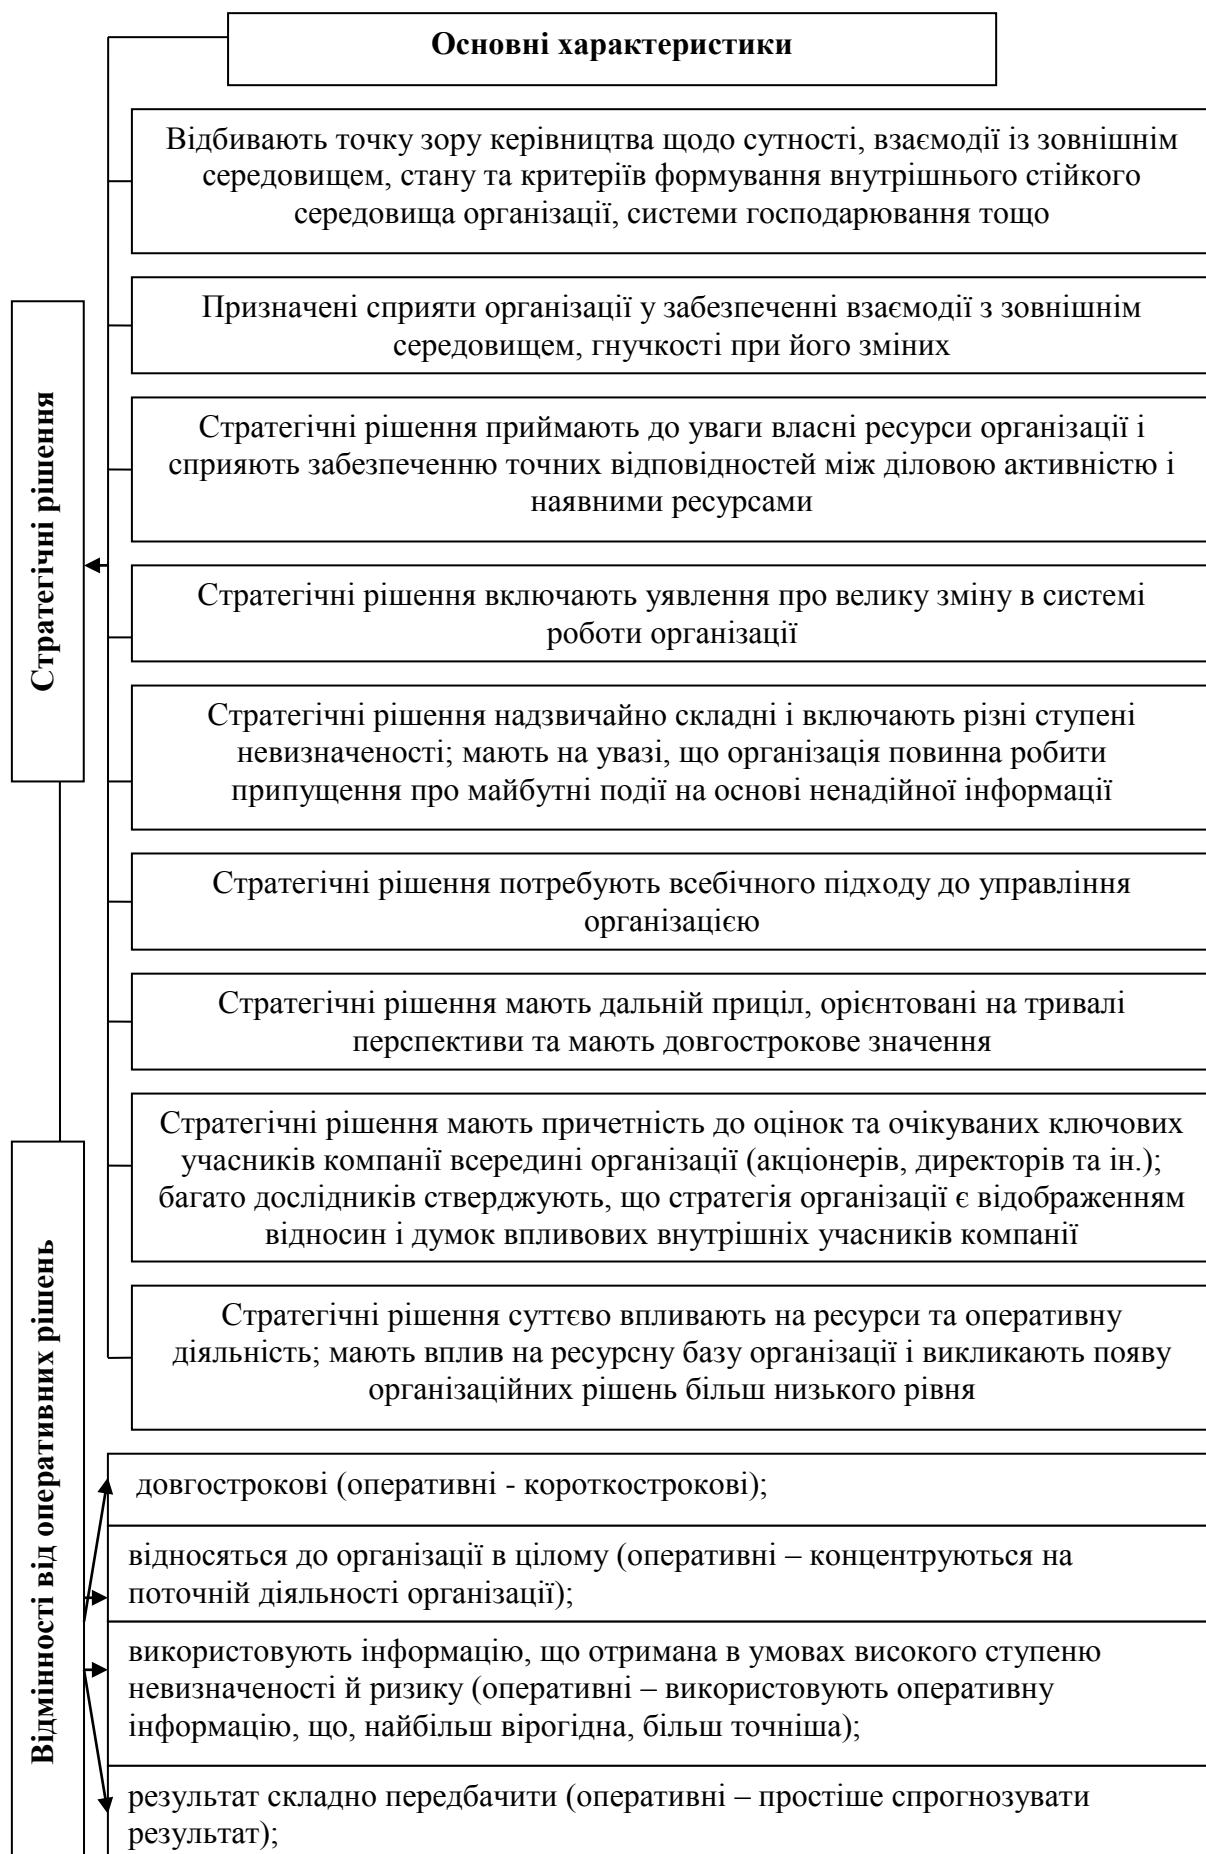 Основні характеристики
Відбивають точку зору керівництва щодо сутності, взаємодії із зовнішнім
середовищем, стану та критеріїв формування внутрішнього стійкого
середовища організації, системи господарювання тощо
Призначені сприяти організації у забезпеченні взаємодії з зовнішнім
середовищем, гнучкості при його зміних
Стратегічні рішення приймають до уваги власні ресурси організації і
сприяють забезпеченню точних відповідностей між діловою активністю і
наявними ресурсами
Стратегічні рішення
Стратегічні рішення включають уявлення про велику зміну в системі
роботи організації
Стратегічні рішення надзвичайно складні і включають різні ступені
невизначеності; мають на увазі, що організація повинна робити
припущення про майбутні події на основі ненадійної інформації
Стратегічні рішення потребують всебічного підходу до управління
організацією
Стратегічні рішення мають дальній приціл, орієнтовані на тривалі
перспективи та мають довгострокове значення
Стратегічні рішення мають причетність до оцінок та очікуваних ключових
учасників компанії всередині організації (акціонерів, директорів та ін.);
багато дослідників стверджують, що стратегія організації є відображенням
відносин і думок впливових внутрішніх учасників компанії
Стратегічні рішення суттєво впливають на ресурси та оперативну
діяльність; мають вплив на ресурсну базу організації і викликають появу
організаційних рішень більш низького рівня
Відмінності від оперативних рішень
довгострокові (оперативні - короткострокові);
відносяться до організації в цілому (оперативні – концентруються на
поточній діяльності організації);
використовують інформацію, що отримана в умовах високого ступеню
невизначеності й ризику (оперативні – використовують оперативну
інформацію, що, найбільш вірогідна, більш точніша);
результат складно передбачити (оперативні – простіше спрогнозувати
результат);